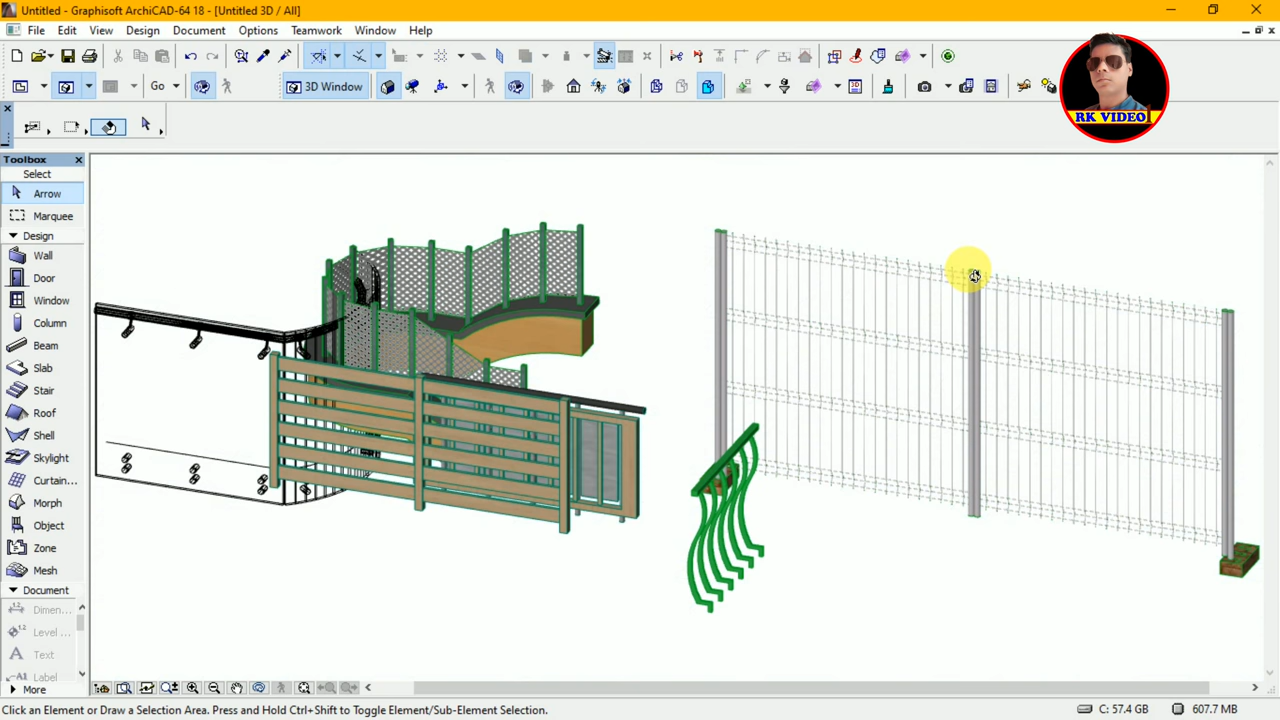 Untitled - Graphisoft ArchiCAD-64 18 - [Untitled 3D / All]
File Edit View Design Document Options Teamwork Window Help
Go
3D Window
RK VIDEO
Toolbox
Select
Arrow
Marquee
Design
Wall
Door
Window
Column
Beam
Slab
Stair
Roof
Shell
Skylight
Curtain...
Morph
Object
Zone
Mesh
Document
Dimen...
Level ...
Text
Label
More
Click an Element or Draw a Selection Area. Press and Hold Ctrl+Shift to Toggle Element/Sub-Element Selection.
C: 57.4 GB
607.7 MB